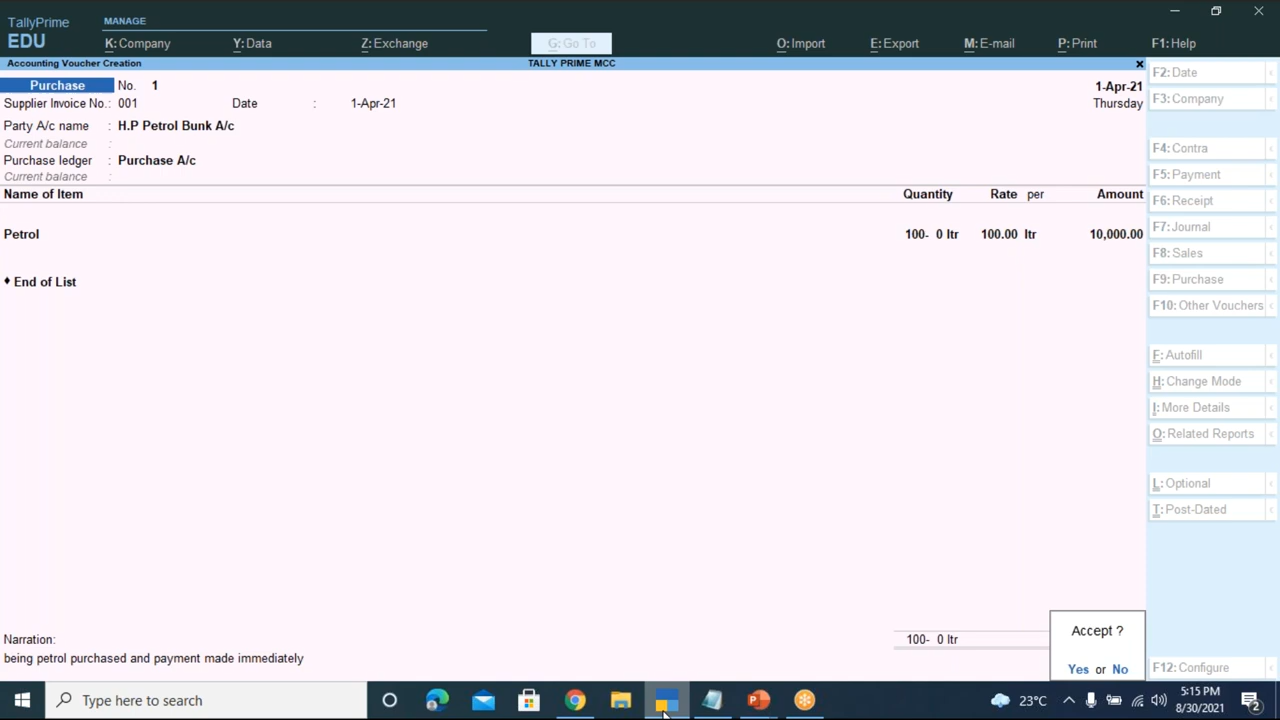 TallyPrime
EDU
MANAGE
K: Company
Y: Data
Z: Exchange
G: Go To
O: Import
E: Export
M: E-mail
P: Print
F1: Help
Accounting Voucher Creation
TALLY PRIME MCC
Purchase No. 1
1-Apr-21
Supplier Invoice No.: 001 Date : 1-Apr-21
Thursday
Party A/c name : H.P Petrol Bunk A/c
Current balance :
Purchase ledger : Purchase A/c
Current balance :
Name of Item Quantity Rate per Amount
Petrol 100- 0 ltr 100.00 ltr 10,000.00
End of List
Narration: 100- 0 ltr
being petrol purchased and payment made immediately
Accept ?
Yes or No
F2: Date
F3: Company
F4: Contra
F5: Payment
F6: Receipt
F7: Journal
F8: Sales
F9: Purchase
F10: Other Vouchers
F: Autofill
H: Change Mode
I: More Details
O: Related Reports
L: Optional
T: Post-Dated
F12: Configure
Type here to search
23°C
5:15 PM
8/30/2021
2